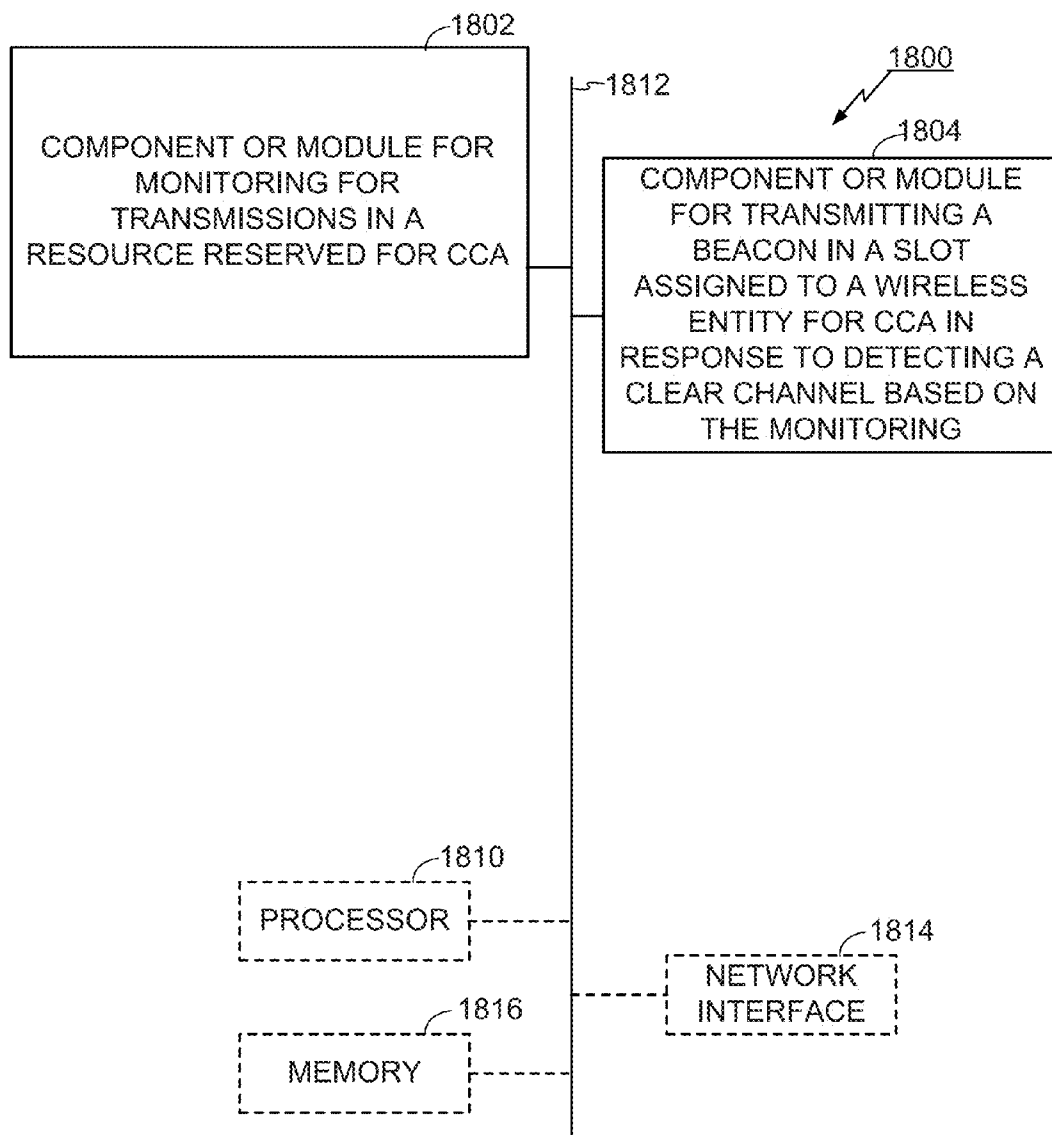 1802
COMPONENT OR MODULE FOR
MONITORING FOR
TRANSMISSIONS IN A
RESOURCE RESERVED FOR CCA
1812
1800
1804
COMPONENT OR MODULE
FOR TRANSMITTING A
BEACON IN A SLOT
ASSIGNED TO A WIRELESS
ENTITY FOR CCA IN
RESPONSE TO DETECTING A
CLEAR CHANNEL BASED ON
THE MONITORING
1810
PROCESSOR
1814
NETWORK
INTERFACE
1816
MEMORY